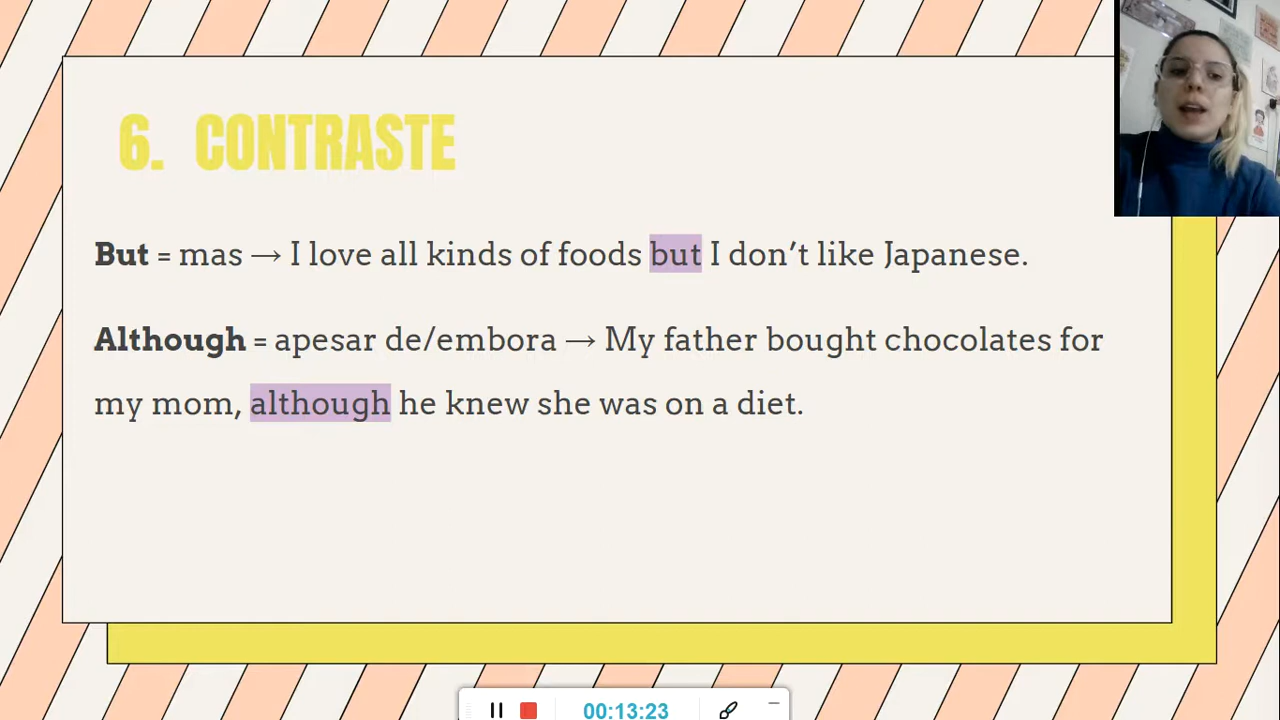 6. CONTRASTE
But = mas → I love all kinds of foods but I don’t like Japanese.
Although = apesar de/embora → My father bought chocolates for
my mom, although he knew she was on a diet.
00:13:23